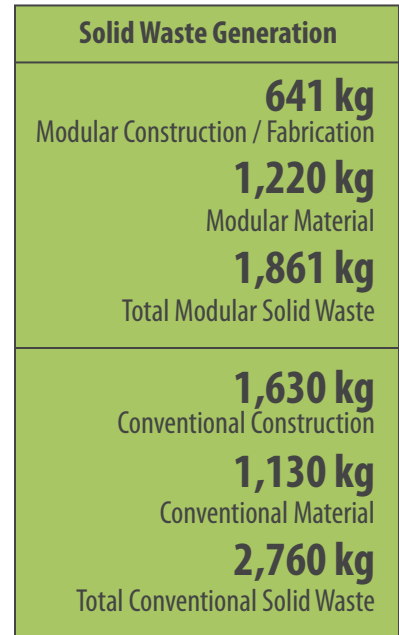 Solid Waste Generation
641 kg
Modular Construction / Fabrication
1,220 kg
Modular Material
1,861 kg
Total Modular Solid Waste
1,630 kg
Conventional Construction
1,130 kg
Conventional Material
2,760 kg
Total Conventional Solid Waste